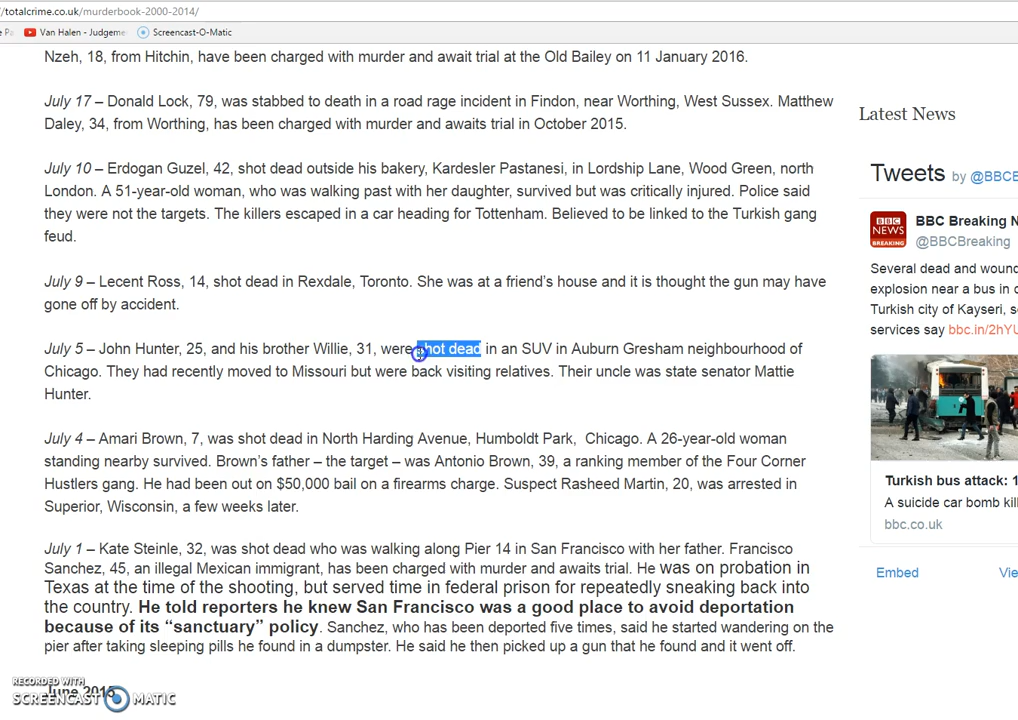 /totalcrime.co.uk/murderbook-2000-2014/
Van Halen - Judgeme
Screencast-O-Matic
Nzeh, 18, from Hitchin, have been charged with murder and await trial at the Old Bailey on 11 January 2016.
July 17 – Donald Lock, 79, was stabbed to death in a road rage incident in Findon, near Worthing, West Sussex. Matthew
Daley, 34, from Worthing, has been charged with murder and awaits trial in October 2015.
July 10 – Erdogan Guzel, 42, shot dead outside his bakery, Kardesler Pastanesi, in Lordship Lane, Wood Green, north
London. A 51-year-old woman, who was walking past with her daughter, survived but was critically injured. Police said
they were not the targets. The killers escaped in a car heading for Tottenham. Believed to be linked to the Turkish gang
feud.
July 9 – Lecent Ross, 14, shot dead in Rexdale, Toronto. She was at a friend's house and it is thought the gun may have
gone off by accident.
July 5 – John Hunter, 25, and his brother Willie, 31, were shot dead in an SUV in Auburn Gresham neighbourhood of
Chicago. They had recently moved to Missouri but were back visiting relatives. Their uncle was state senator Mattie
Hunter.
July 4 – Amari Brown, 7, was shot dead in North Harding Avenue, Humboldt Park, Chicago. A 26-year-old woman
standing nearby survived. Brown's father – the target – was Antonio Brown, 39, a ranking member of the Four Corner
Hustlers gang. He had been out on $50,000 bail on a firearms charge. Suspect Rasheed Martin, 20, was arrested in
Superior, Wisconsin, a few weeks later.
July 1 – Kate Steinle, 32, was shot dead who was walking along Pier 14 in San Francisco with her father. Francisco
Sanchez, 45, an illegal Mexican immigrant, has been charged with murder and awaits trial. He was on probation in
Texas at the time of the shooting, but served time in federal prison for repeatedly sneaking back into
the country. He told reporters he knew San Francisco was a good place to avoid deportation
because of its “sanctuary” policy. Sanchez, who has been deported five times, said he started wandering on the
pier after taking sleeping pills he found in a dumpster. He said he then picked up a gun that he found and it went off.
June 2015
RECORDED WITH
SCREENCAST MATIC
Latest News
Tweets by @BBCB
BBC Breaking N
@BBCBreaking
BBC
NEWS
BREAKING
Several dead and wound
explosion near a bus in c
Turkish city of Kayseri, s
services say bbc.in/2hYU
Turkish bus attack: 1
A suicide car bomb kil
bbc.co.uk
Embed
Vie